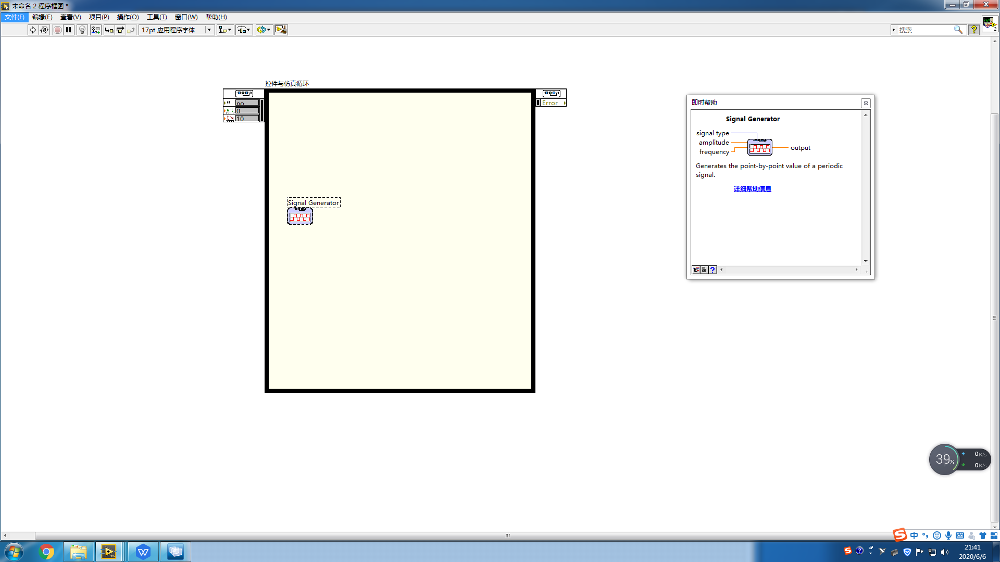 未命名 2 程序框图 *
文件(F) 编辑(E) 查看(V) 项目(P) 操作(O) 工具(T) 窗口(W) 帮助(H)
17pt 应用程序字体
搜索
?
2
控件与仿真循环
no
0
10
Error
Signal Generator
即时帮助
Signal Generator
signal type
amplitude
frequency
output
Generates the point-by-point value of a periodic
signal.
详细帮助信息
?
39%
0K/s
0K/s
中
21:41
2020/6/6